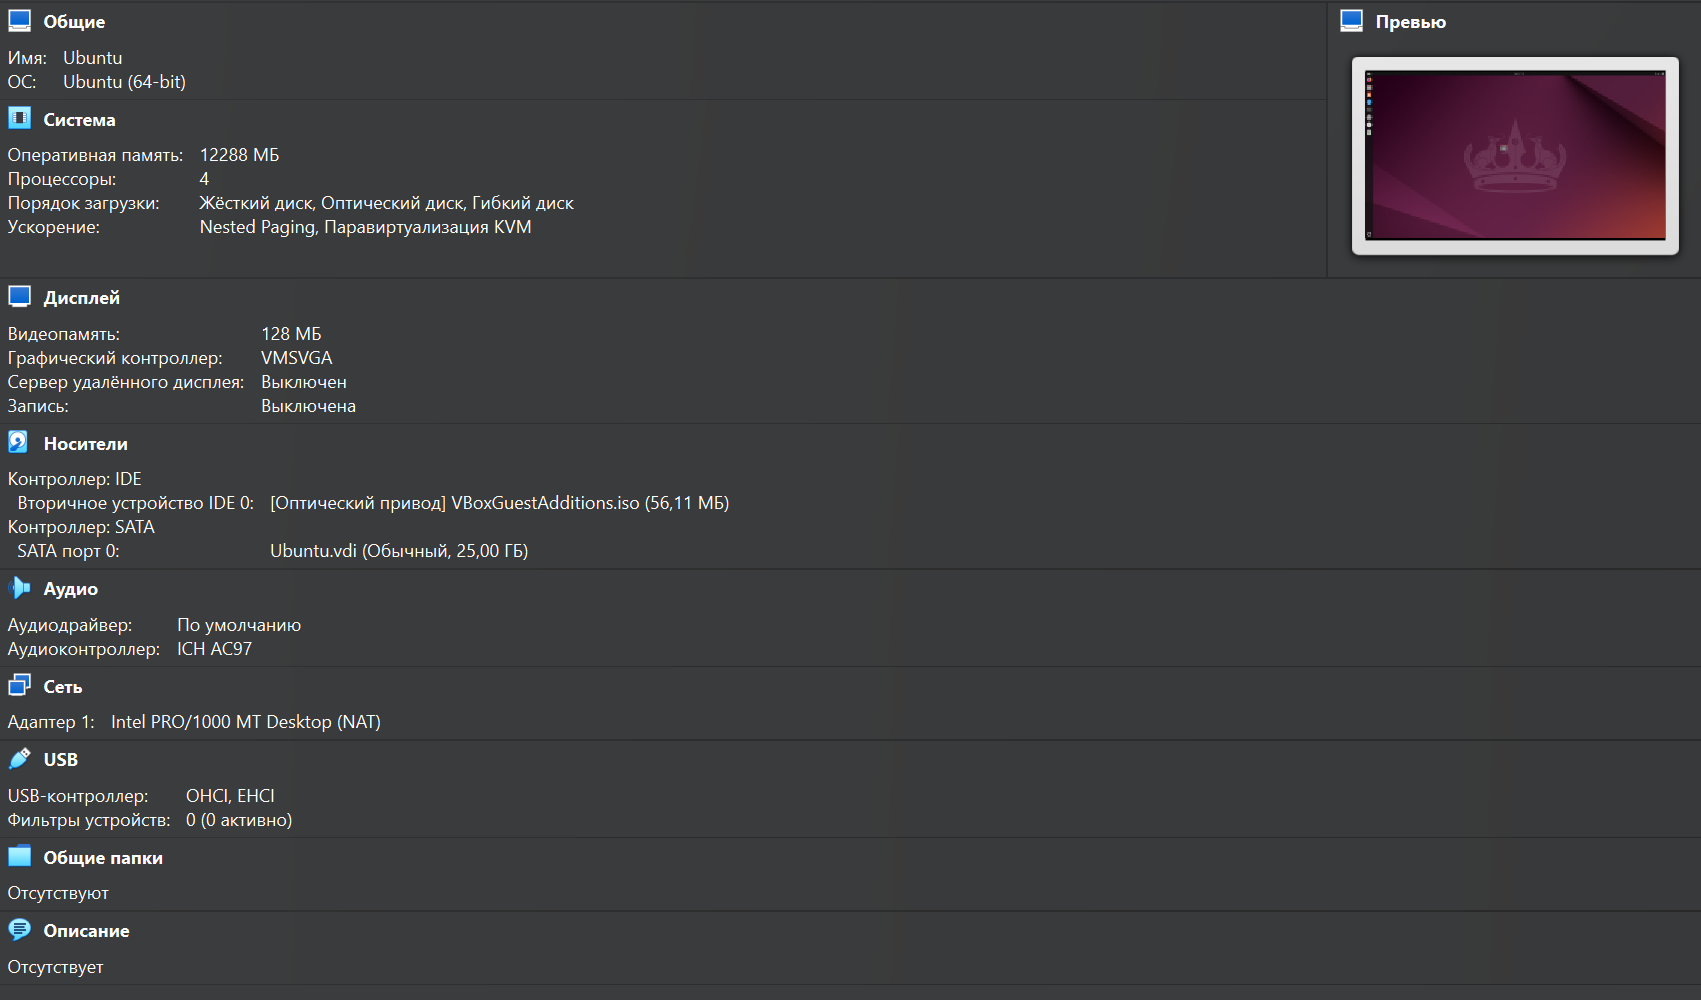 Общие
Имя: Ubuntu
ОС: Ubuntu (64-bit)
Превью
Система
Оперативная память: 12288 МБ
Процессоры: 4
Порядок загрузки: Жёсткий диск, Оптический диск, Гибкий диск
Ускорение: Nested Paging, Паравиртуализация KVM
Дисплей
Видеопамять: 128 МБ
Графический контроллер: VMSVGA
Сервер удалённого дисплея: Выключен
Запись: Выключена
Носители
Контроллер: IDE
Вторичное устройство IDE 0: [Оптический привод] VBoxGuestAdditions.iso (56,11 МБ)
Контроллер: SATA
SATA порт 0: Ubuntu.vdi (Обычный, 25,00 ГБ)
Аудио
Аудиодрайвер: По умолчанию
Аудиоконтроллер: ICH AC97
Сеть
Адаптер 1: Intel PRO/1000 MT Desktop (NAT)
USB
USB-контроллер: OHCI, EHCI
Фильтры устройств: 0 (0 активно)
Общие папки
Отсутствуют
Описание
Отсутствует